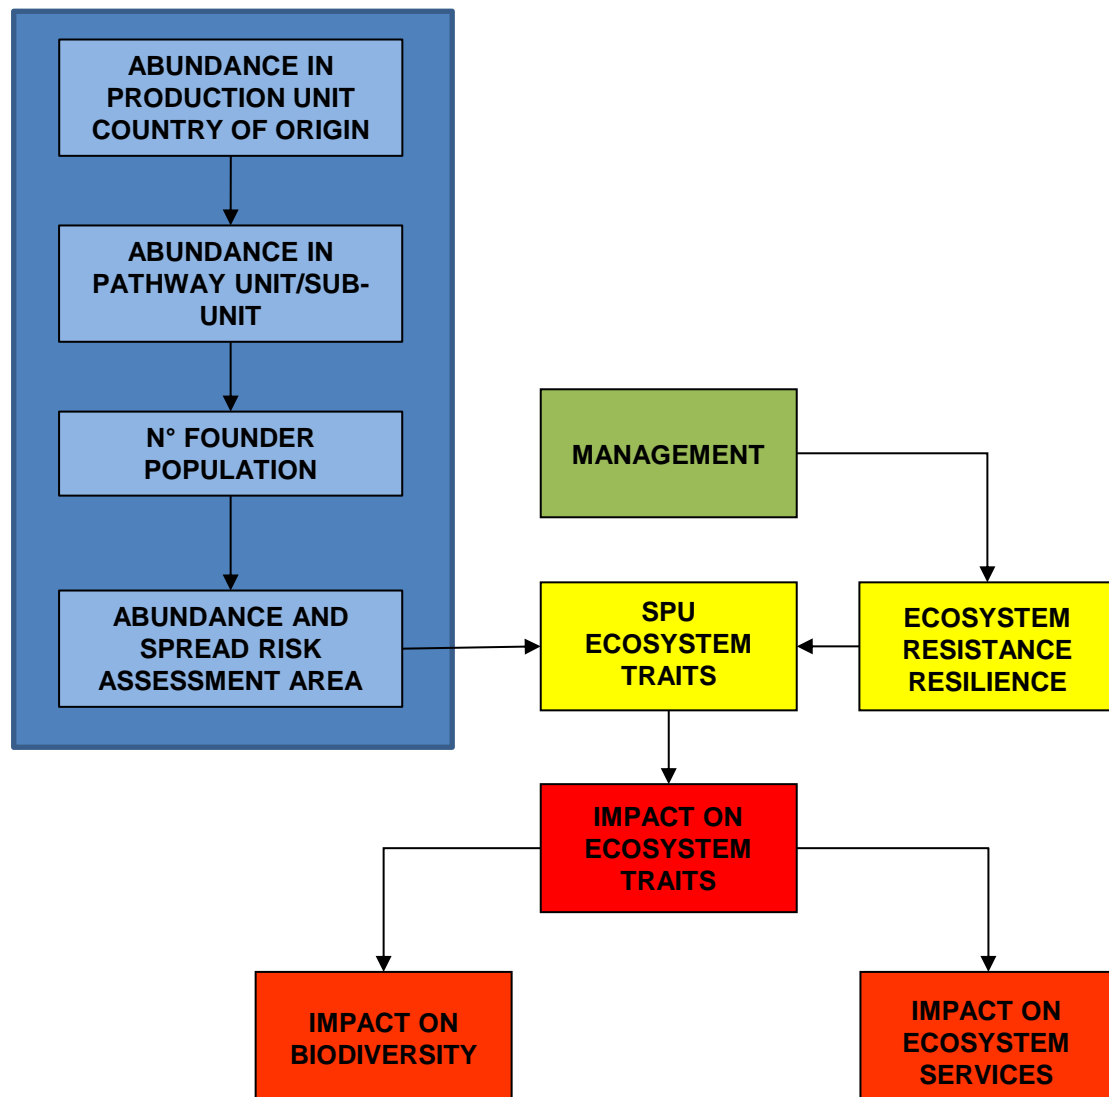 ABUNDANCE IN
PRODUCTION UNIT
COUNTRY OF ORIGIN
ABUNDANCE IN
PATHWAY UNIT/SUB-
UNIT
N° FOUNDER
POPULATION
MANAGEMENT
ABUNDANCE AND
SPREAD RISK
ASSESSMENT AREA
SPU
ECOSYSTEM
TRAITS
ECOSYSTEM
RESISTANCE
RESILIENCE
IMPACT ON
ECOSYSTEM
TRAITS
IMPACT ON
BIODIVERSITY
IMPACT ON
ECOSYSTEM
SERVICES